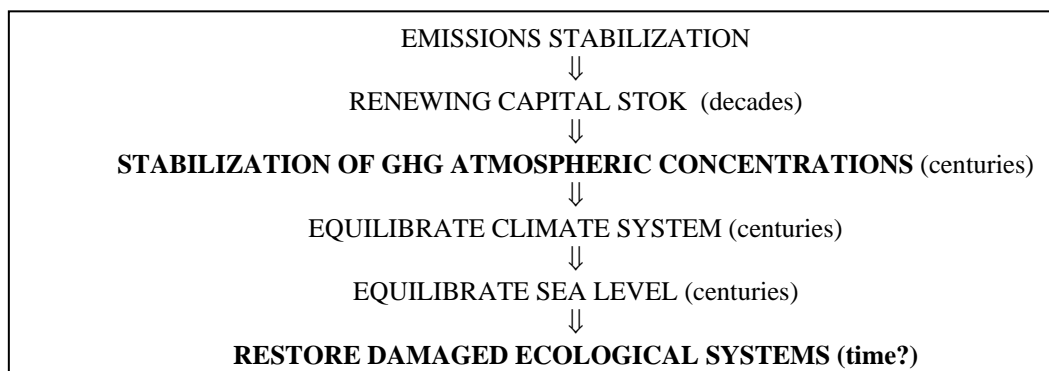 EMISSIONS STABILIZATION
⇓
RENEWING CAPITAL STOK (decades)
⇓
STABILIZATION OF GHG ATMOSPHERIC CONCENTRATIONS (centuries)
⇓
EQUILIBRATE CLIMATE SYSTEM (centuries)
⇓
EQUILIBRATE SEA LEVEL (centuries)
⇓
RESTORE DAMAGED ECOLOGICAL SYSTEMS (time?)